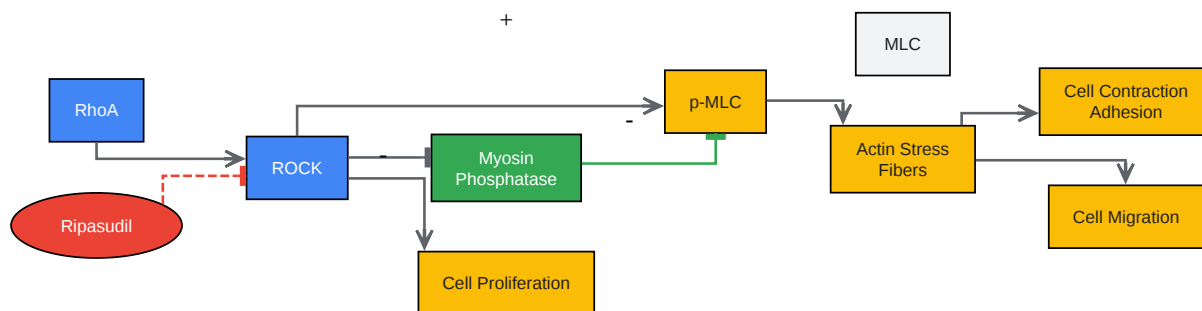 +
MLC
RhoA
p-MLC
Cell Contraction
Adhesion
-
ROCK
-
Myosin
Phosphatase
Actin Stress
Fibers
Ripasudil
Cell Migration
Cell Proliferation